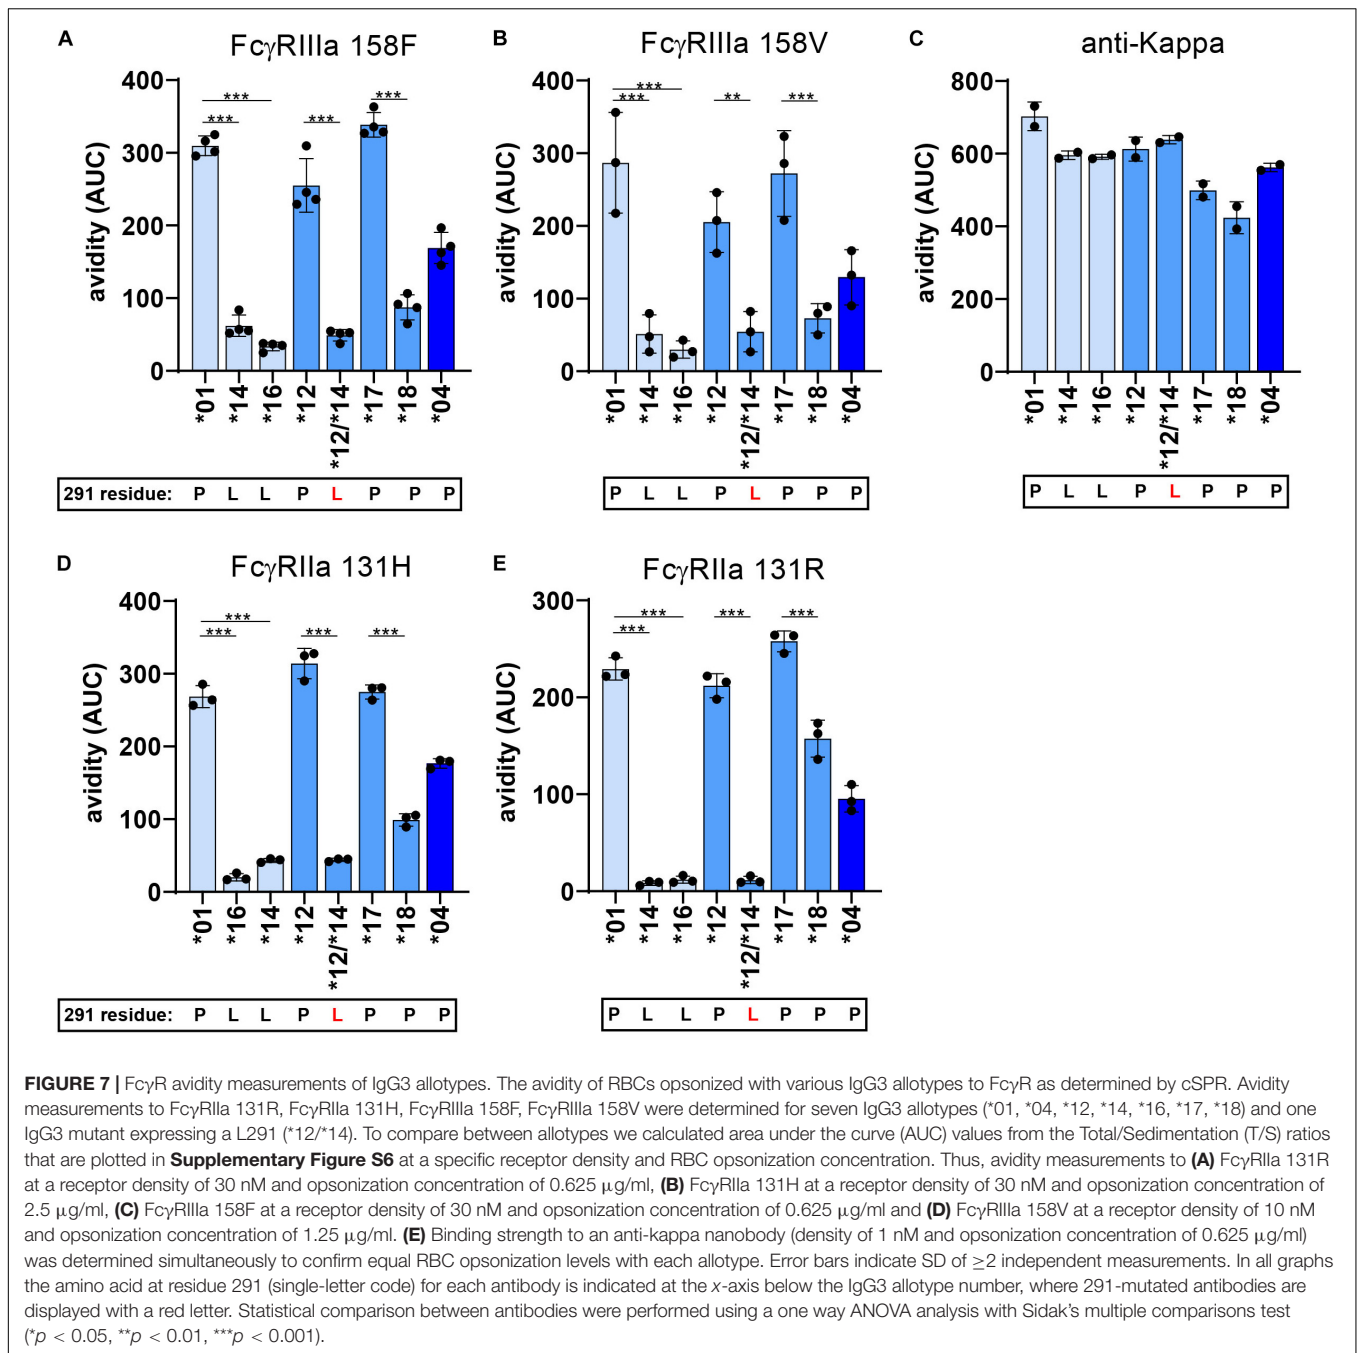 A
FcγRIIIa 158F
avidity (AUC)
400
300
200
100
0
***
***
***
***
*01
*14
*16
*12
*12/*14
*17
*18
*04
291 residue: P L L P L P P P
B
FcγRIIIa 158V
avidity (AUC)
400
300
200
100
0
***
***
**
***
*01
*14
*16
*12
*12/*14
*17
*18
*04
P L L P L P P P
C
anti-Kappa
avidity (AUC)
800
600
400
200
0
*01
*14
*16
*12
*12/*14
*17
*18
*04
P L L P L P P P
D
FcγRIIa 131H
avidity (AUC)
400
300
200
100
0
***
***
***
***
*01
*16
*14
*12
*12/*14
*17
*18
*04
291 residue: P L L P L P P P
E
FcγRIIa 131R
avidity (AUC)
300
200
100
0
***
***
***
***
*01
*14
*16
*12
*12/*14
*17
*18
*04
P L L P L P P P
FIGURE 7 | FcγR avidity measurements of IgG3 allotypes. The avidity of RBCs opsonized with various IgG3 allotypes to FcγR as determined by cSPR. Avidity
measurements to FcγRIIa 131R, FcγRIIa 131H, FcγRIIIa 158F, FcγRIIIa 158V were determined for seven IgG3 allotypes (*01, *04, *12, *14, *16, *17, *18) and one
IgG3 mutant expressing a L291 (*12/*14). To compare between allotypes we calculated area under the curve (AUC) values from the Total/Sedimentation (T/S) ratios
that are plotted in Supplementary Figure S6 at a specific receptor density and RBC opsonization concentration. Thus, avidity measurements to (A) FcγRIIa 131R
at a receptor density of 30 nM and opsonization concentration of 0.625 μg/ml, (B) FcγRIIa 131H at a receptor density of 30 nM and opsonization concentration of
2.5 μg/ml, (C) FcγRIIIa 158F at a receptor density of 30 nM and opsonization concentration of 0.625 μg/ml and (D) FcγRIIIa 158V at a receptor density of 10 nM
and opsonization concentration of 1.25 μg/ml. (E) Binding strength to an anti-kappa nanobody (density of 1 nM and opsonization concentration of 0.625 μg/ml)
was determined simultaneously to confirm equal RBC opsonization levels with each allotype. Error bars indicate SD of ≥2 independent measurements. In all graphs
the amino acid at residue 291 (single-letter code) for each antibody is indicated at the x-axis below the IgG3 allotype number, where 291-mutated antibodies are
displayed with a red letter. Statistical comparison between antibodies were performed using a one way ANOVA analysis with Sidak's multiple comparisons test
(*p < 0.05, **p < 0.01, ***p < 0.001).